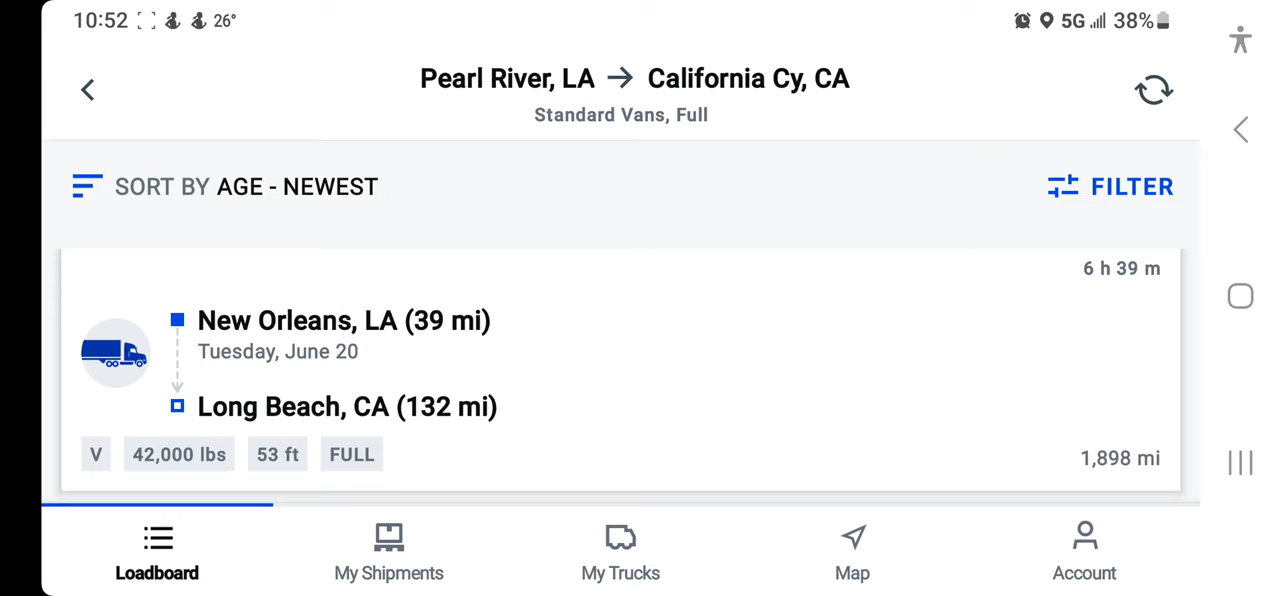 10:52 26° 5G 38%
Pearl River, LA → California Cy, CA
Standard Vans, Full
SORT BY AGE - NEWEST FILTER
6 h 39 m
New Orleans, LA (39 mi)
Tuesday, June 20
Long Beach, CA (132 mi)
V 42,000 lbs 53 ft FULL 1,898 mi
Loadboard My Shipments My Trucks Map Account